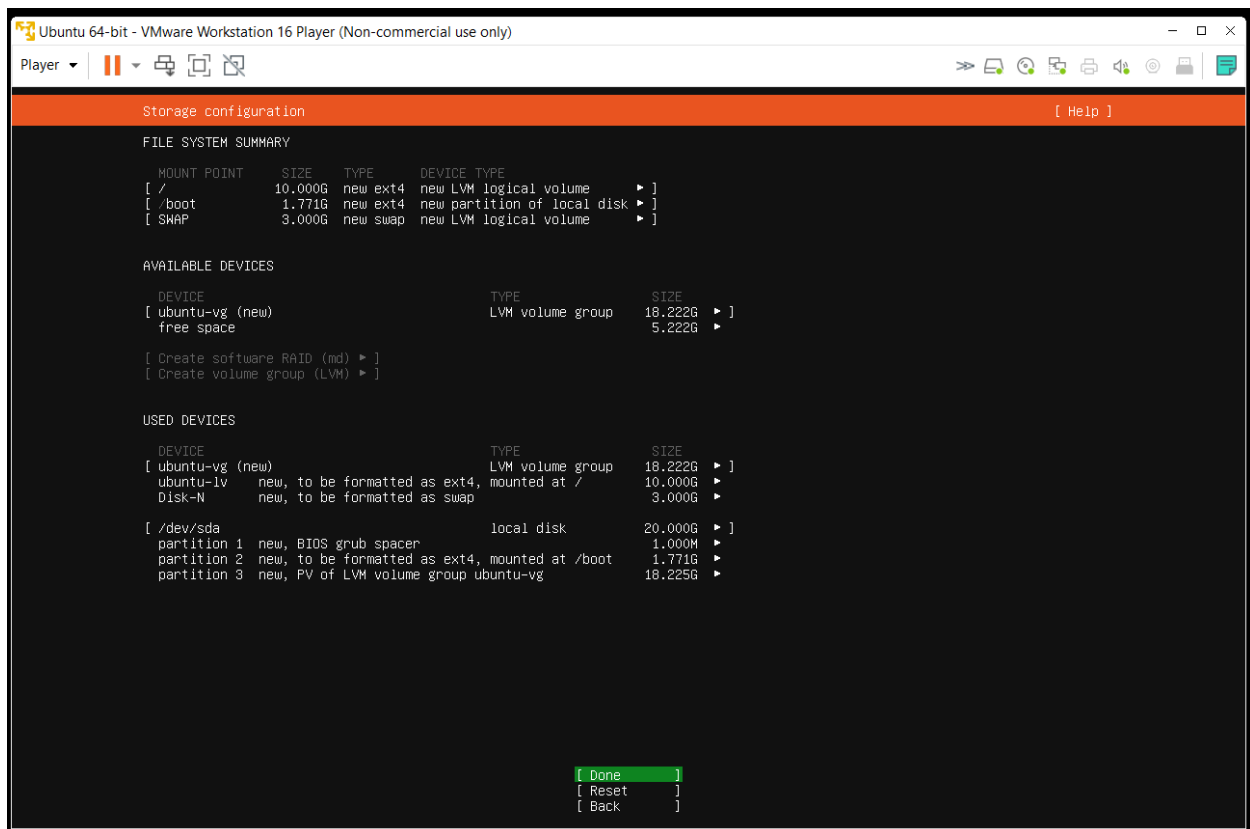 Ubuntu 64-bit - VMware Workstation 16 Player (Non-commercial use only)
Player
Storage configuration [ Help ]
FILE SYSTEM SUMMARY
MOUNT POINT SIZE TYPE DEVICE TYPE
[ / 10.000G new ext4 new LVM logical volume ▸ ]
[ /boot 1.771G new ext4 new partition of local disk ▸ ]
[ SWAP 3.000G new swap new LVM logical volume ▸ ]
AVAILABLE DEVICES
DEVICE TYPE SIZE
[ ubuntu-vg (new) LVM volume group 18.222G ▸ ]
free space 5.222G ▸
[ Create software RAID (md) ▸ ]
[ Create volume group (LVM) ▸ ]
USED DEVICES
DEVICE TYPE SIZE
[ ubuntu-vg (new) LVM volume group 18.222G ▸ ]
ubuntu-lv new, to be formatted as ext4, mounted at / 10.000G ▸
Disk-N new, to be formatted as swap 3.000G ▸
[ /dev/sda local disk 20.000G ▸ ]
partition 1 new, BIOS grub spacer 1.000M ▸
partition 2 new, to be formatted as ext4, mounted at /boot 1.771G ▸
partition 3 new, PV of LVM volume group ubuntu-vg 18.225G ▸
[ Done ]
[ Reset ]
[ Back ]